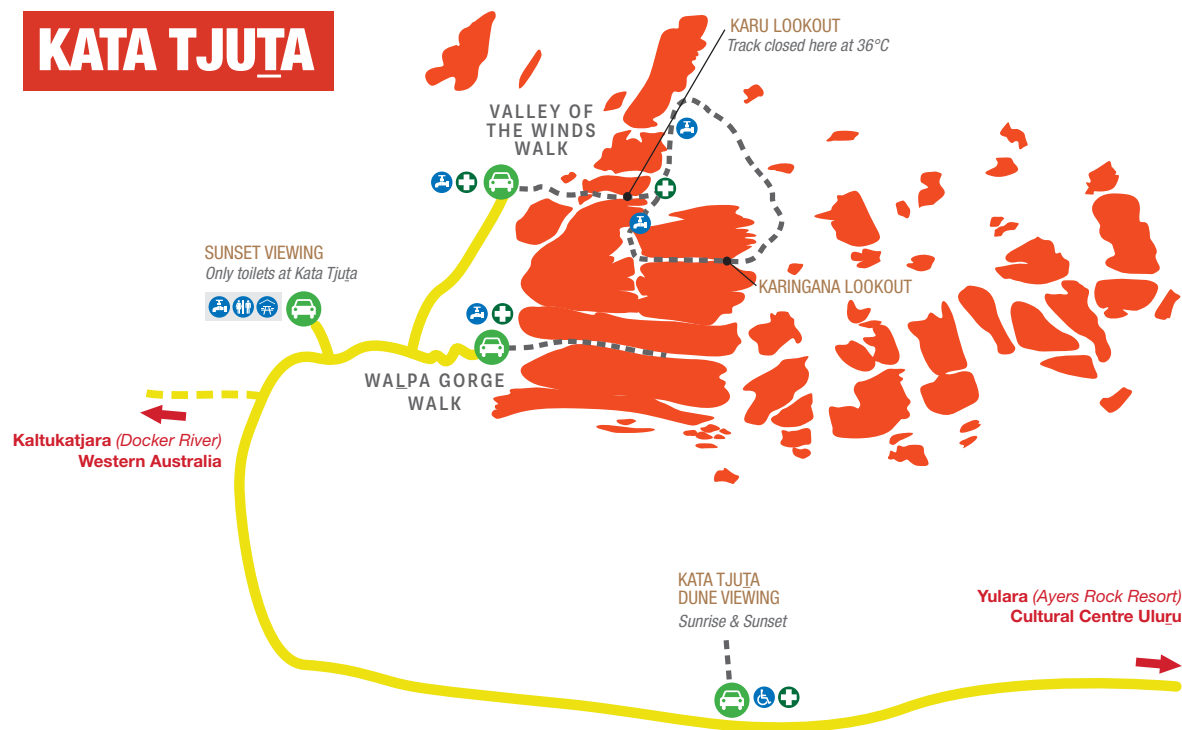 KATA TJUṮA
KARU LOOKOUT
Track closed here at 36°C
VALLEY OF
THE WINDS
WALK
SUNSET VIEWING
Only toilets at Kata Tjuṯa
KARINGANA LOOKOUT
WAḺPA GORGE
WALK
Kaltukatjara (Docker River)
Western Australia
KATA TJUṮA
DUNE VIEWING
Sunrise & Sunset
Yulara (Ayers Rock Resort)
Cultural Centre Uluṟu